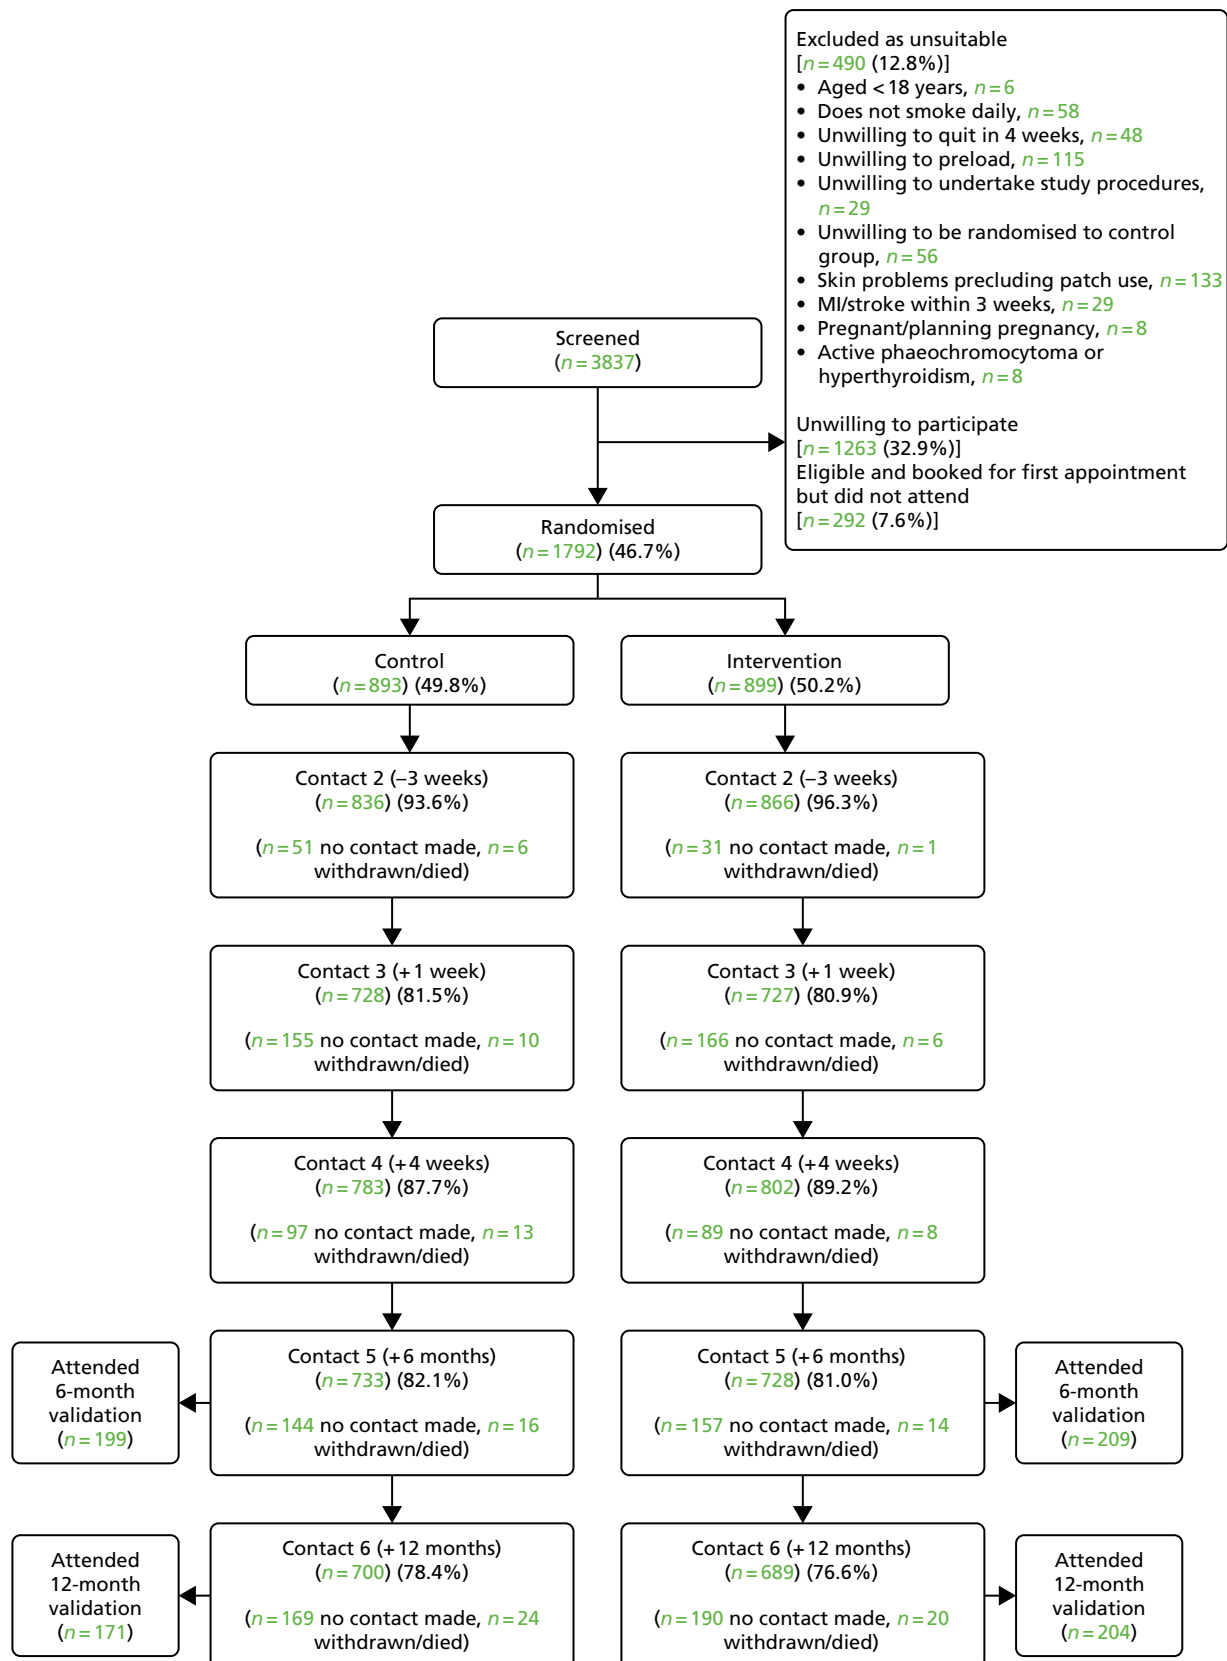 Excluded as unsuitable
[n=490 (12.8%)]
• Aged <18 years, n=6
• Does not smoke daily, n=58
• Unwilling to quit in 4 weeks, n=48
• Unwilling to preload, n=115
• Unwilling to undertake study procedures,
n=29
• Unwilling to be randomised to control
group, n=56
• Skin problems precluding patch use, n=133
• MI/stroke within 3 weeks, n=29
• Pregnant/planning pregnancy, n=8
• Active phaeochromocytoma or
hyperthyroidism, n=8
Unwilling to participate
[n=1263 (32.9%)]
Eligible and booked for first appointment
but did not attend
[n=292 (7.6%)]
Screened
(n=3837)
Randomised
(n=1792) (46.7%)
Control
(n=893) (49.8%)
Intervention
(n=899) (50.2%)
Contact 2 (–3 weeks)
(n=836) (93.6%)
(n=51 no contact made, n=6
withdrawn/died)
Contact 2 (–3 weeks)
(n=866) (96.3%)
(n=31 no contact made, n=1
withdrawn/died)
Contact 3 (+1 week)
(n=728) (81.5%)
(n=155 no contact made, n=10
withdrawn/died)
Contact 3 (+1 week)
(n=727) (80.9%)
(n=166 no contact made, n=6
withdrawn/died)
Contact 4 (+4 weeks)
(n=783) (87.7%)
(n=97 no contact made, n=13
withdrawn/died)
Contact 4 (+4 weeks)
(n=802) (89.2%)
(n=89 no contact made, n=8
withdrawn/died)
Attended
6-month
validation
(n=199)
Contact 5 (+6 months)
(n=733) (82.1%)
(n=144 no contact made, n=16
withdrawn/died)
Contact 5 (+6 months)
(n=728) (81.0%)
(n=157 no contact made, n=14
withdrawn/died)
Attended
6-month
validation
(n=209)
Attended
12-month
validation
(n=171)
Contact 6 (+12 months)
(n=700) (78.4%)
(n=169 no contact made, n=24
withdrawn/died)
Contact 6 (+12 months)
(n=689) (76.6%)
(n=190 no contact made, n=20
withdrawn/died)
Attended
12-month
validation
(n=204)